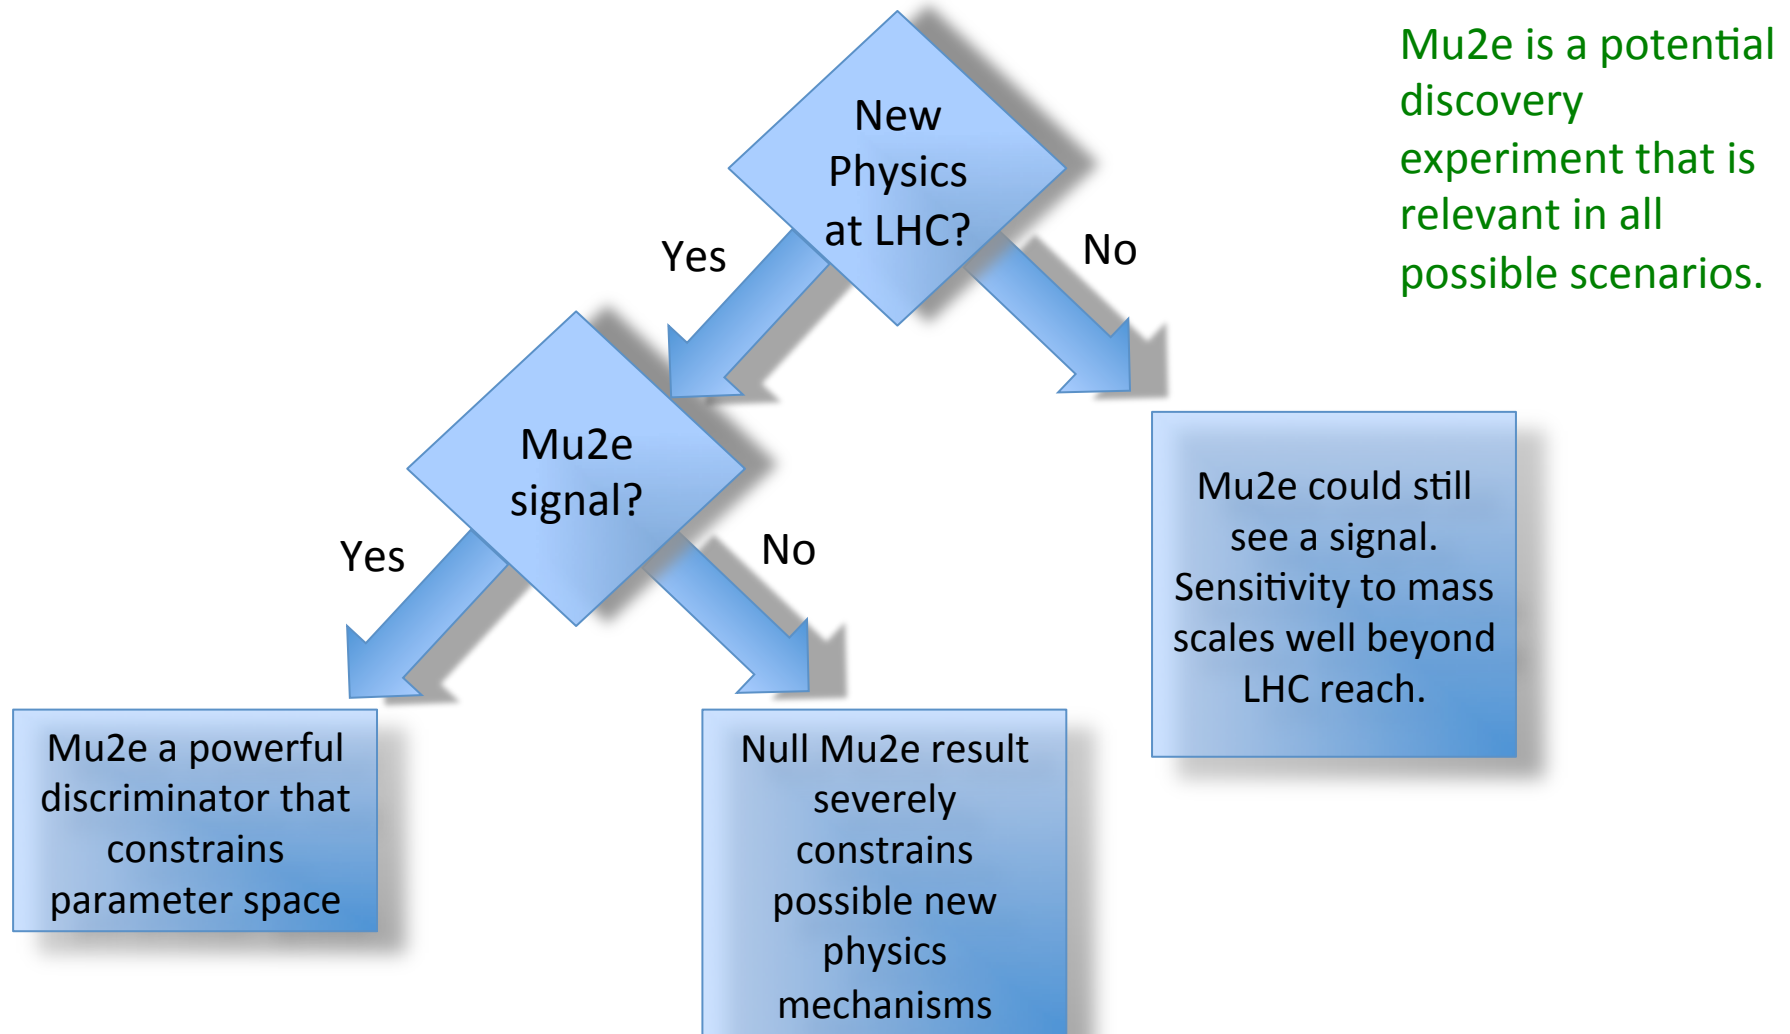 New
Physics
at LHC?
Mu2e is a potential
discovery
experiment that is
relevant in all
possible scenarios.
Yes
No
Mu2e
signal?
Yes
No
Mu2e could still
see a signal.
Sensitivity to mass
scales well beyond
LHC reach.
Mu2e a powerful
discriminator that
constrains
parameter space
Null Mu2e result
severely
constrains
possible new
physics
mechanisms